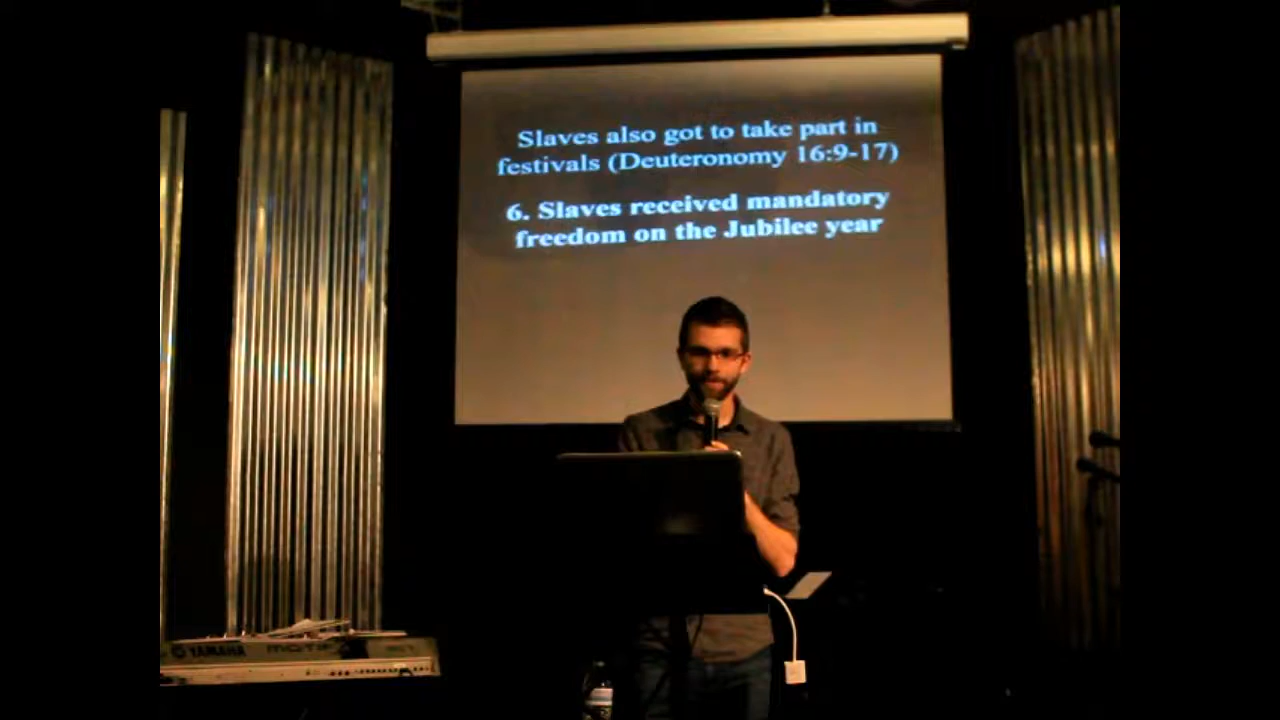 Slaves also got to take part in
festivals (Deuteronomy 16:9-17)
6. Slaves received mandatory
freedom on the Jubilee year
YAMAHA
MOTIF